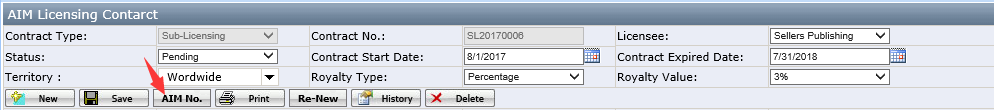 AIM Licensing Contarct
Contract Type: Sub-Licensing Contract No.: SL20170006 Licensee: Sellers Publishing
Status: Pending Contract Start Date: 8/1/2017 Contract Expired Date: 7/31/2018
Territory : Wordwide Royalty Type: Percentage Royalty Value: 3%
New Save AIM No. Print Re-New History Delete